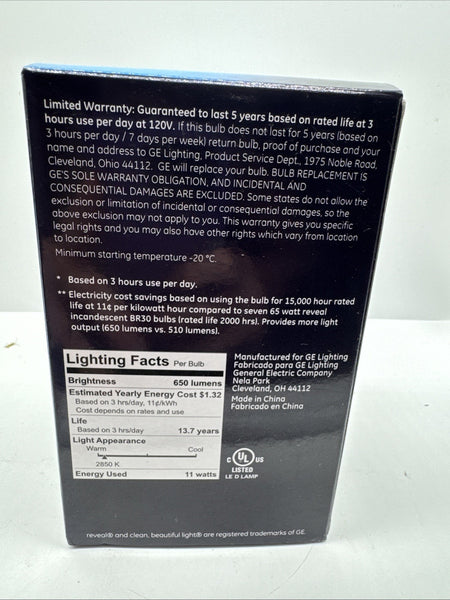 Limited Warranty: Guaranteed to last 5 years based on rated life at 3
hours use per day at 120V. If this bulb does not last for 5 years (based on
3 hours per day / 7 days per week) return bulb, proof of purchase and your
name and address to GE Lighting, Product Service Dept., 1975 Noble Road,
Cleveland, Ohio 44112. GE will replace your bulb. BULB REPLACEMENT IS
GE'S SOLE WARRANTY OBLIGATION, AND INCIDENTAL AND
CONSEQUENTIAL DAMAGES ARE EXCLUDED. Some states do not allow the
exclusion or limitation of incidental or consequential damages, so the
above exclusion may not apply to you. This warranty gives you specific
legal rights and you may also have other rights which vary from location
to location.
Minimum starting temperature -20 °C.
* Based on 3 hours use per day.
** Electricity cost savings based on using the bulb for 15,000 hour rated
life at 11¢ per kilowatt hour compared to seven 65 watt reveal
incandescent BR30 bulbs (rated life 2000 hrs). Provides more light
output (650 lumens vs. 510 lumens).
Lighting Facts Per Bulb
Brightness 650 lumens
Estimated Yearly Energy Cost $1.32
Based on 3 hrs/day, 11¢/kWh
Cost depends on rates and use
Life
Based on 3 hrs/day 13.7 years
Light Appearance
Warm Cool
2850 K
Energy Used 11 watts
Manufactured for GE Lighting
Fabricado para GE Lighting
General Electric Company
Nela Park
Cleveland, OH 44112
Made in China
Fabricado en China
C UL US
LISTED
LED LAMP
reveal® and clean, beautiful light® are registered trademarks of GE.